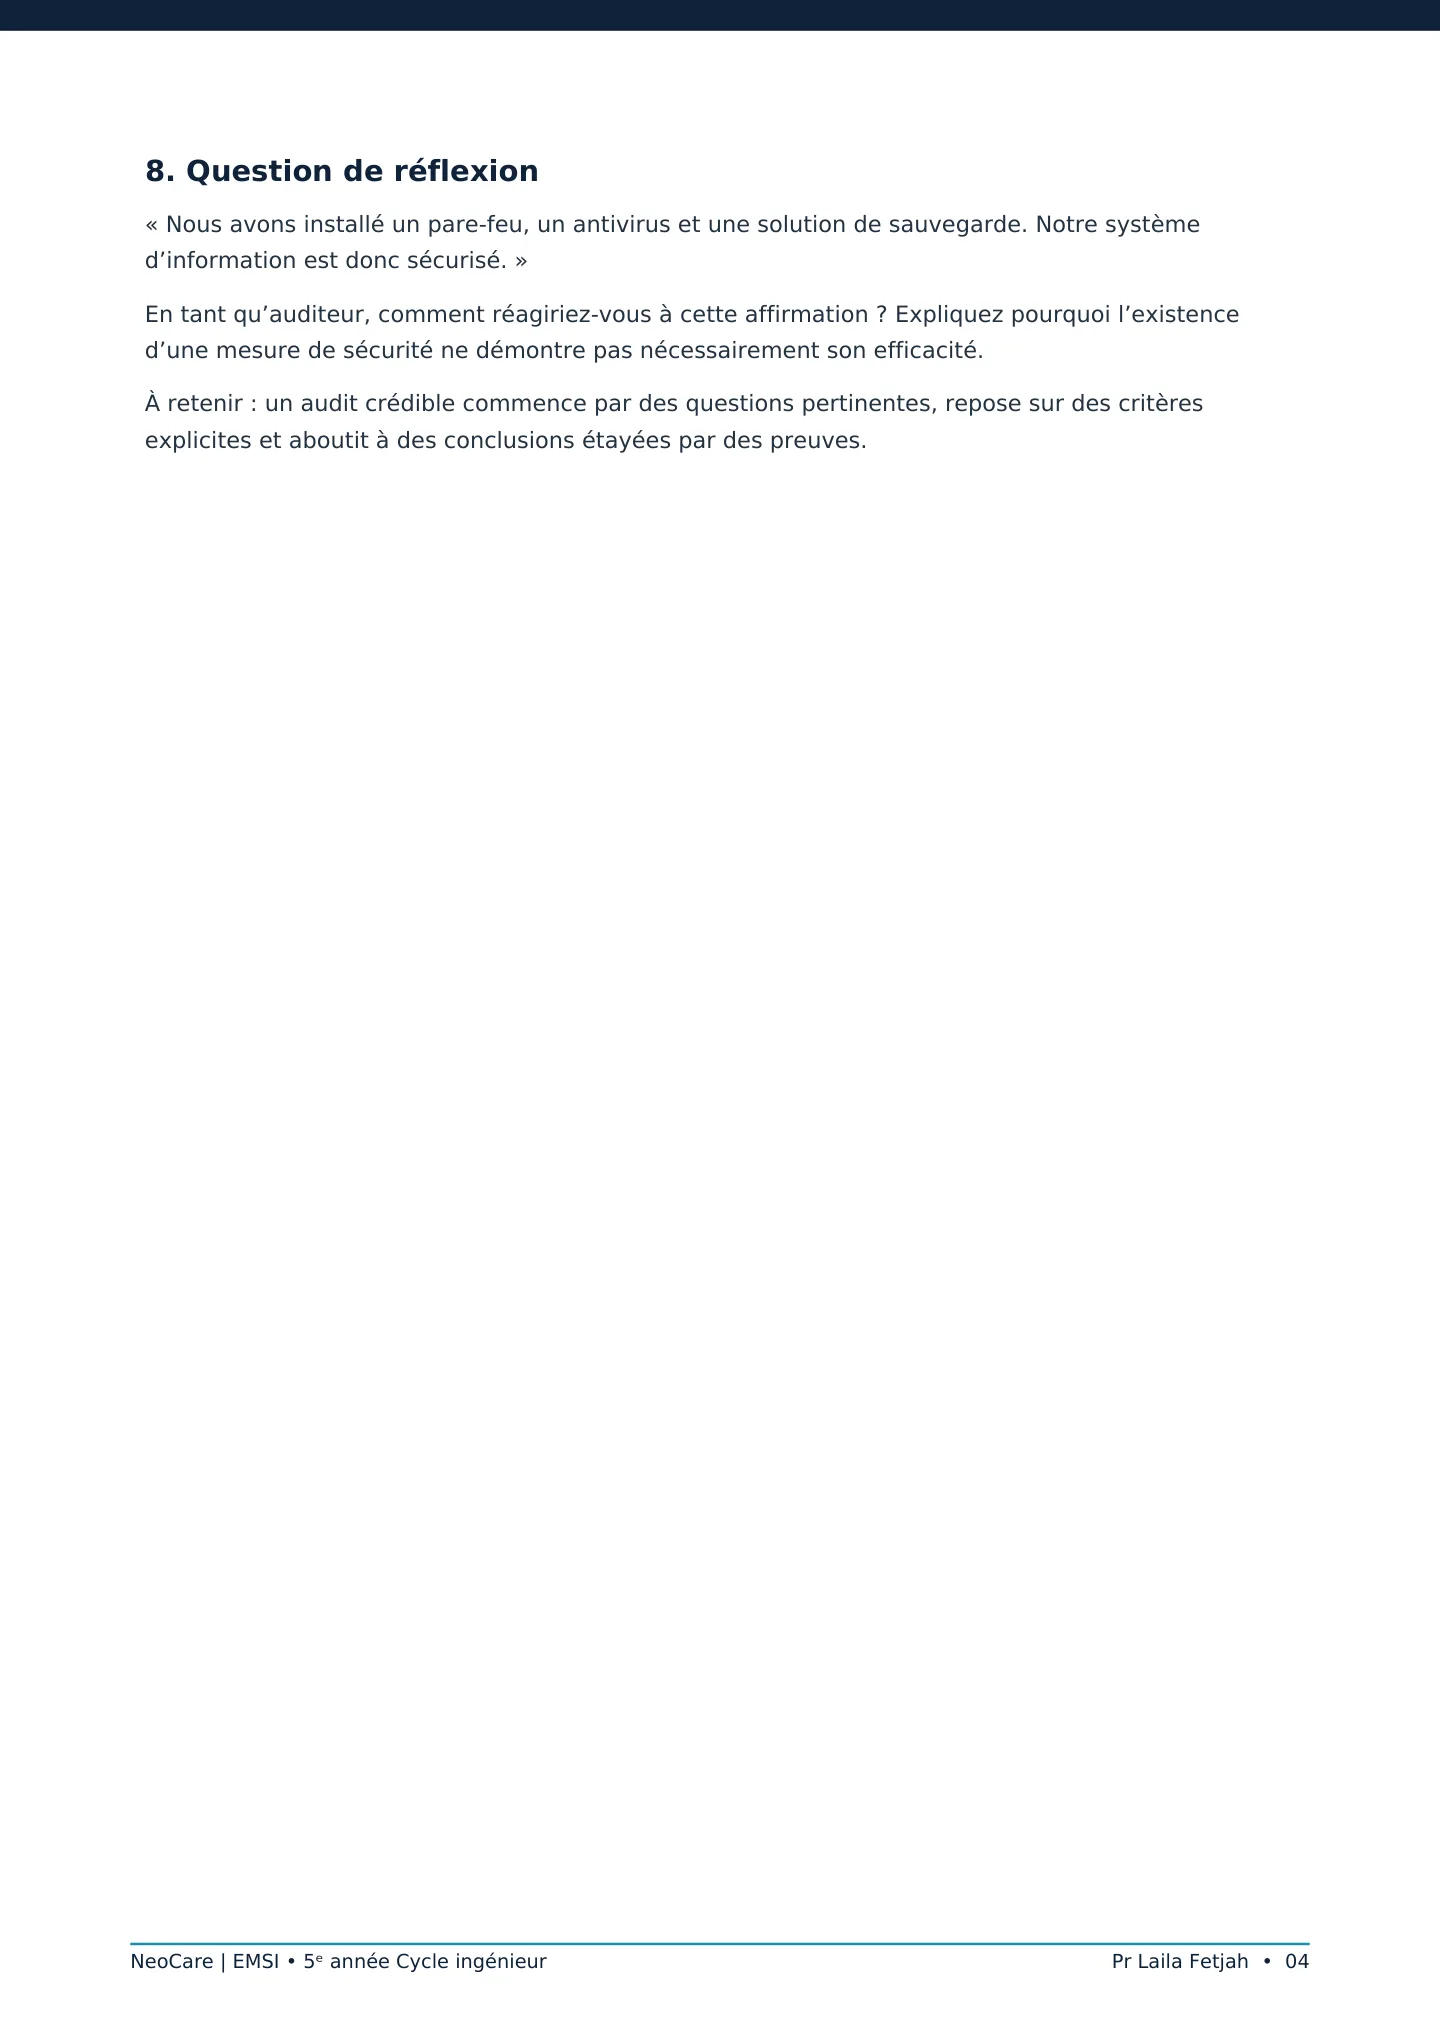 8. Question de réflexion
« Nous avons installé un pare-feu, un antivirus et une solution de sauvegarde. Notre système
d’information est donc sécurisé. »
En tant qu’auditeur, comment réagiriez-vous à cette affirmation ? Expliquez pourquoi l’existence
d’une mesure de sécurité ne démontre pas nécessairement son efficacité.
À retenir : un audit crédible commence par des questions pertinentes, repose sur des critères
explicites et aboutit à des conclusions étayées par des preuves.
NeoCare | EMSI • 5ᵉ année Cycle ingénieur
Pr Laila Fetjah • 04